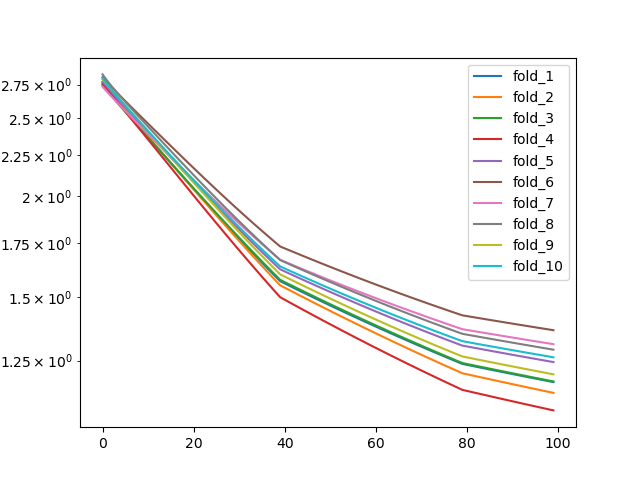 2.75 × 10⁰
2.5 × 10⁰
2.25 × 10⁰
2 × 10⁰
1.75 × 10⁰
1.5 × 10⁰
1.25 × 10⁰
0
20
40
60
80
100
fold_1
fold_2
fold_3
fold_4
fold_5
fold_6
fold_7
fold_8
fold_9
fold_10